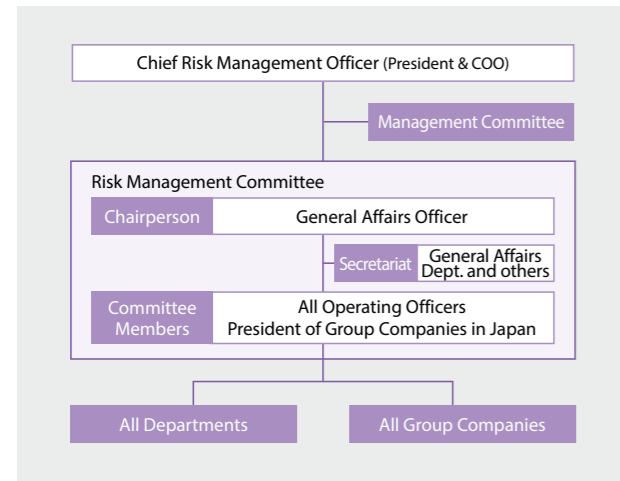 Chief Risk Management Officer (President & COO)
Management Committee
Risk Management Committee
Chairperson
General Affairs Officer
Secretariat
General Affairs
Dept. and others
Committee
Members
All Operating Officers
President of Group Companies in Japan
All Departments
All Group Companies